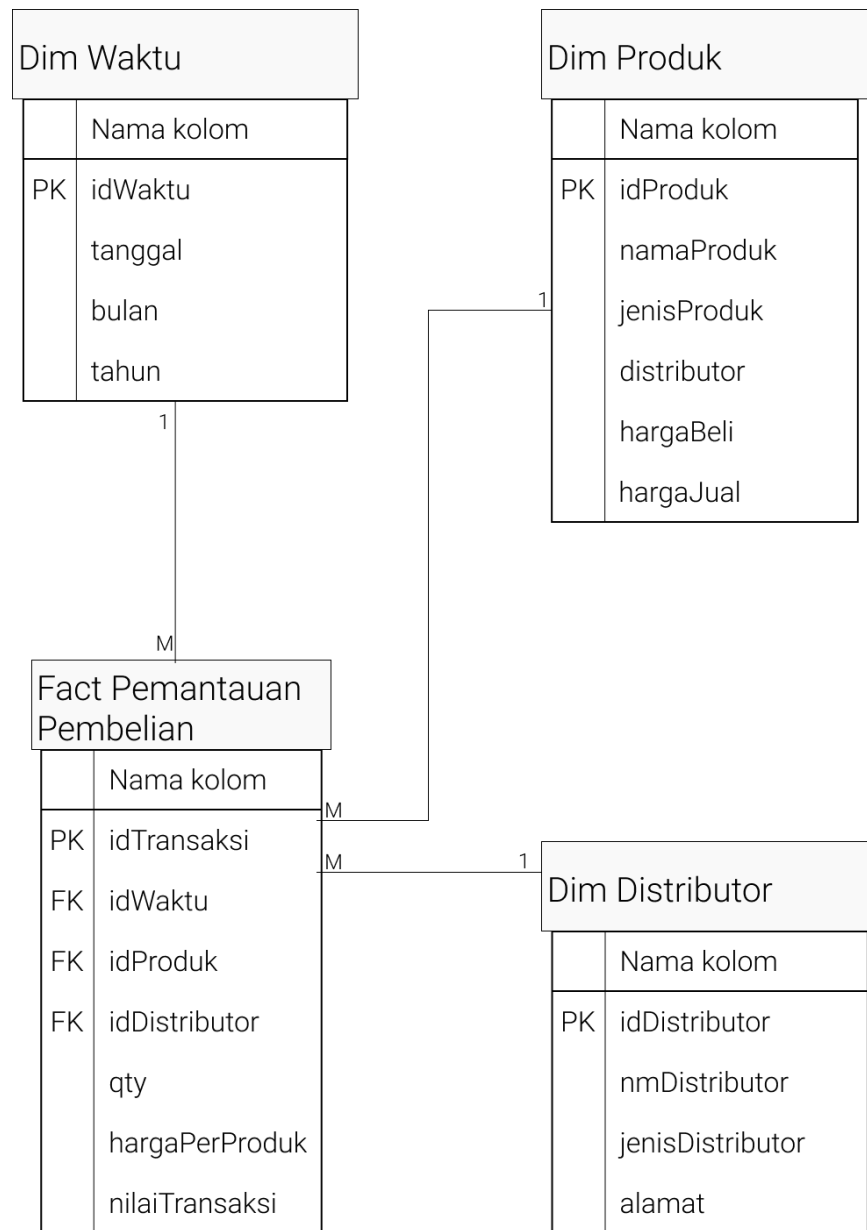 Dim Waktu
Nama kolom
PK idWaktu
tanggal
bulan
tahun
1
M
Dim Produk
Nama kolom
PK idProduk
namaProduk
jenisProduk
distributor
hargaBeli
hargaJual
1
M
Fact Pemantauan
Pembelian
Nama kolom
PK idTransaksi
FK idWaktu
FK idProduk
FK idDistributor
qty
hargaPerProduk
nilaiTransaksi
M
1
Dim Distributor
Nama kolom
PK idDistributor
nmDistributor
jenisDistributor
alamat